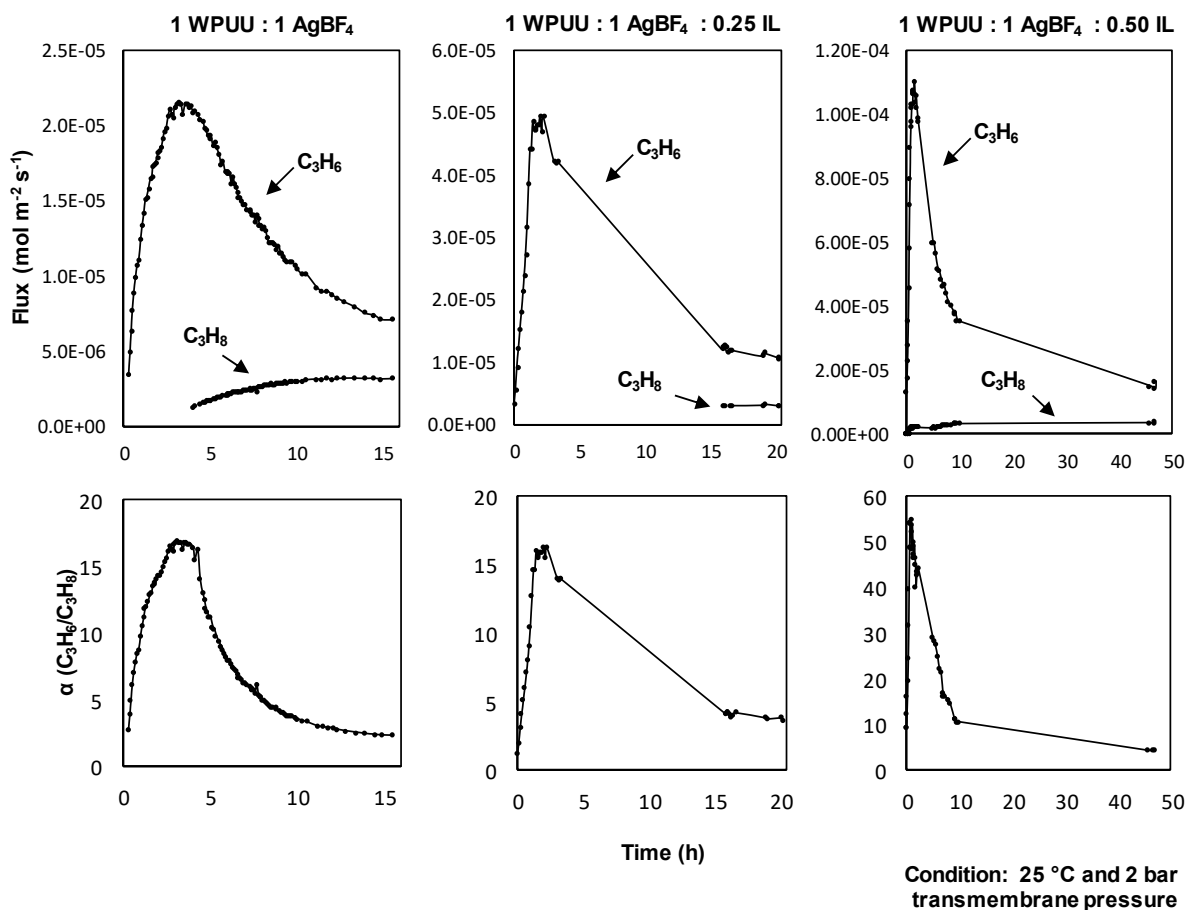 1 WPUU : 1 AgBF₄
1 WPUU : 1 AgBF₄ : 0.25 IL
1 WPUU : 1 AgBF₄ : 0.50 IL
Flux (mol m⁻² s⁻¹)
2.5E-05
2.0E-05
1.5E-05
1.0E-05
5.0E-06
0.0E+00
C₃H₆
C₃H₈
0 5 10 15
6.0E-05
5.0E-05
4.0E-05
3.0E-05
2.0E-05
1.0E-05
0.0E+00
C₃H₆
C₃H₈
0 5 10 15 20
1.20E-04
1.00E-04
8.00E-05
6.00E-05
4.00E-05
2.00E-05
0.00E+00
C₃H₆
C₃H₈
0 10 20 30 40 50
α (C₃H₆/C₃H₈)
20
15
10
5
0
0 5 10 15
20
15
10
5
0
0 5 10 15 20
60
50
40
30
20
10
0
0 10 20 30 40 50
Time (h)
Condition: 25 °C and 2 bar
transmembrane pressure